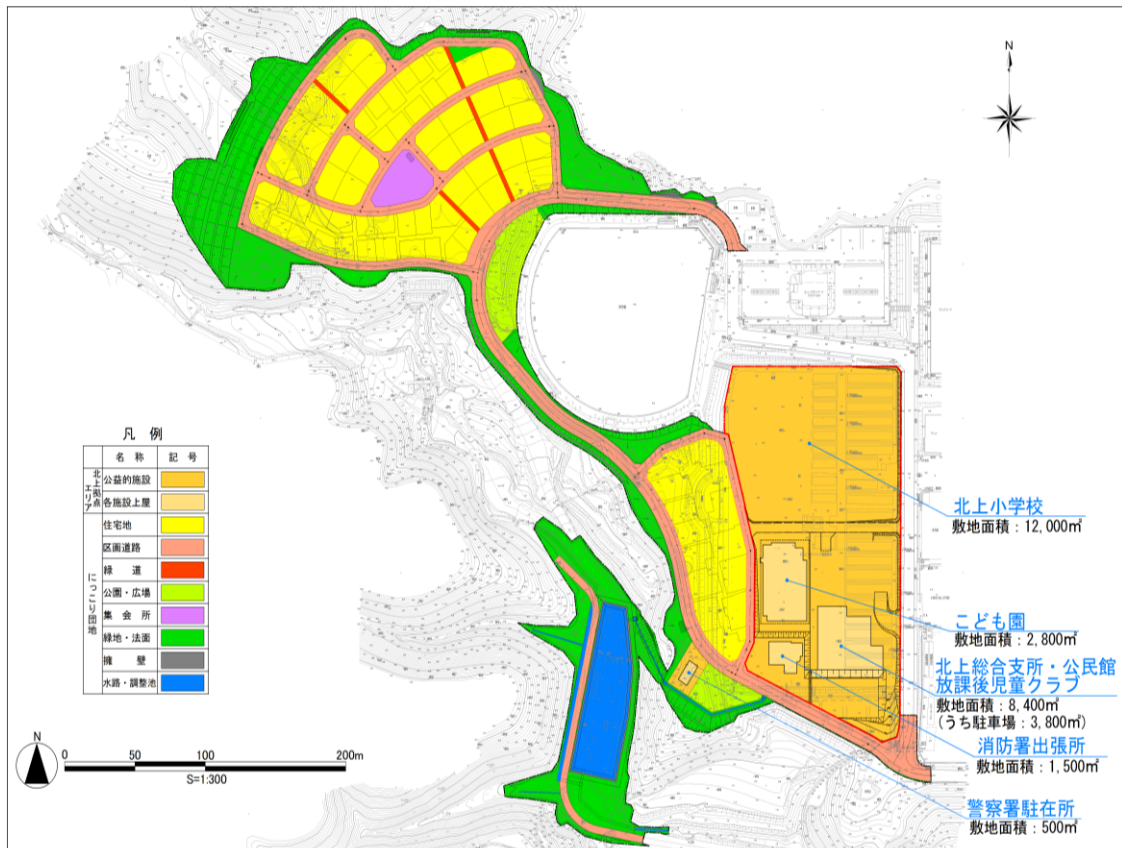 N
凡 例
名 称 記 号
北上拠点エリア
公益的施設
各施設上屋
にっこり団地
住宅地
区画道路
緑 道
公園・広場
集 会 所
緑地・法面
擁 壁
水路・調整池
北上小学校
敷地面積：12,000㎡
こども園
敷地面積：2,800㎡
北上総合支所・公民館
放課後児童クラブ
敷地面積：8,400㎡
(うち駐車場：3,800㎡)
消防署出張所
敷地面積：1,500㎡
警察署駐在所
敷地面積：500㎡
N
0 50 100 200m
S=1:300